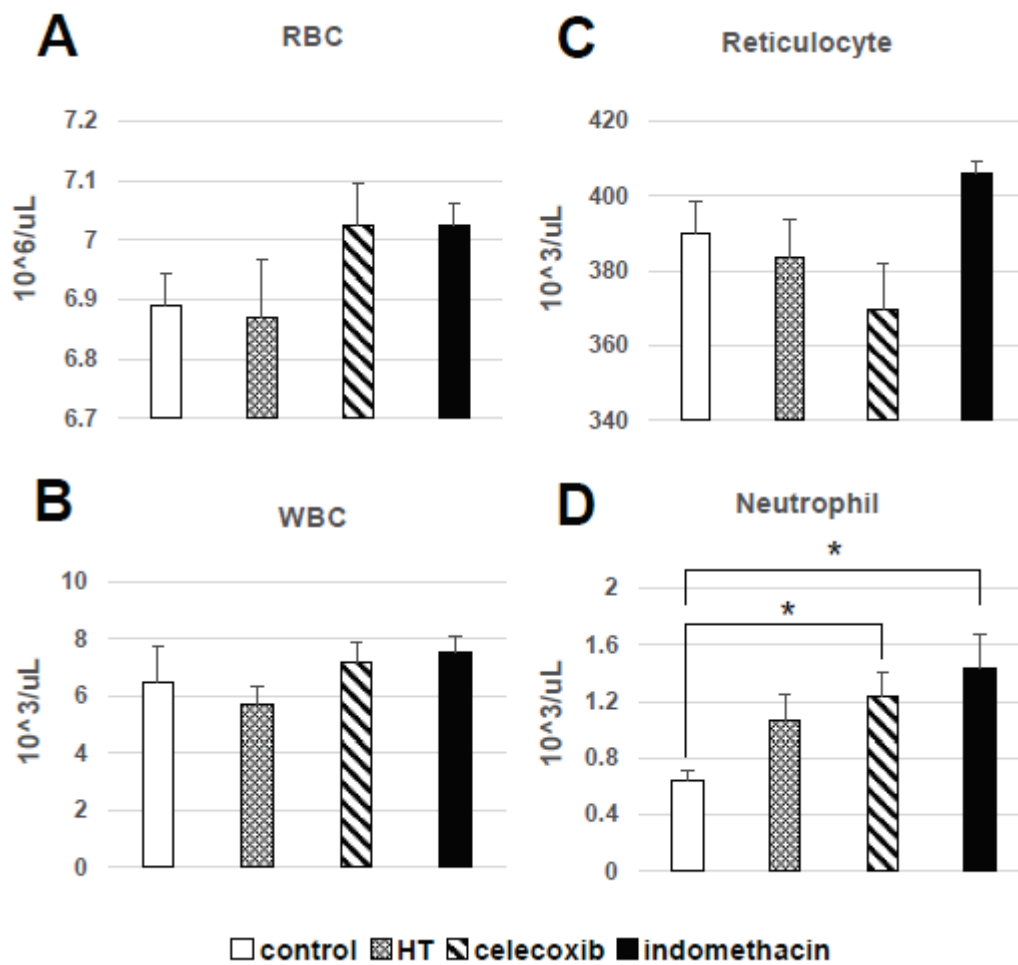 A
RBC
10^6/uL
7.2
7.1
7
6.9
6.8
6.7
C
Reticulocyte
10^3/uL
420
400
380
360
340
B
WBC
10^3/uL
10
8
6
4
2
0
D
Neutrophil
10^3/uL
2
1.6
1.2
0.8
0.4
0
*
*
control HT celecoxib indomethacin